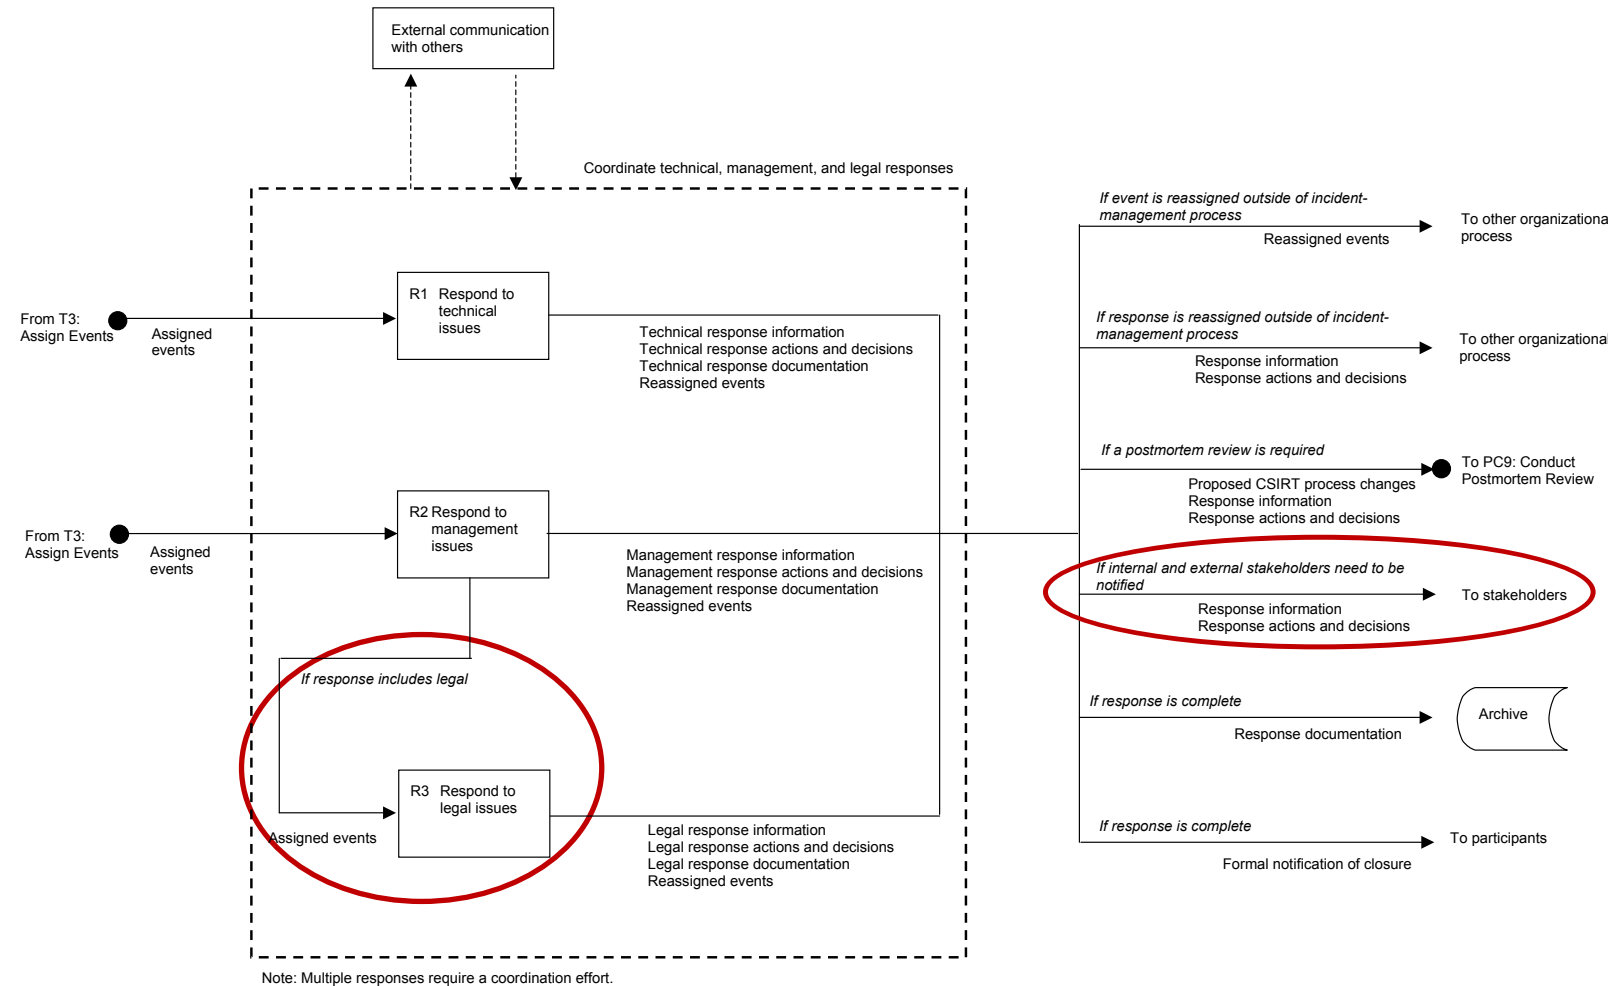 External communication
with others
Coordinate technical, management, and legal responses
From T3:
Assign Events
Assigned
events
R1 Respond to
technical
issues
Technical response information
Technical response actions and decisions
Technical response documentation
Reassigned events
From T3:
Assign Events
Assigned
events
R2 Respond to
management
issues
Management response information
Management response actions and decisions
Management response documentation
Reassigned events
If response includes legal
Assigned events
R3 Respond to
legal issues
Legal response information
Legal response actions and decisions
Legal response documentation
Reassigned events
Note: Multiple responses require a coordination effort.
If event is reassigned outside of incident-
management process
Reassigned events
To other organizationa
process
If response is reassigned outside of incident-
management process
Response information
Response actions and decisions
To other organizational
process
If a postmortem review is required
Proposed CSIRT process changes
Response information
Response actions and decisions
To PC9: Conduct
Postmortem Review
If internal and external stakeholders need to be
notified
Response information
Response actions and decisions
To stakeholders
If response is complete
Response documentation
Archive
If response is complete
Formal notification of closure
To participants